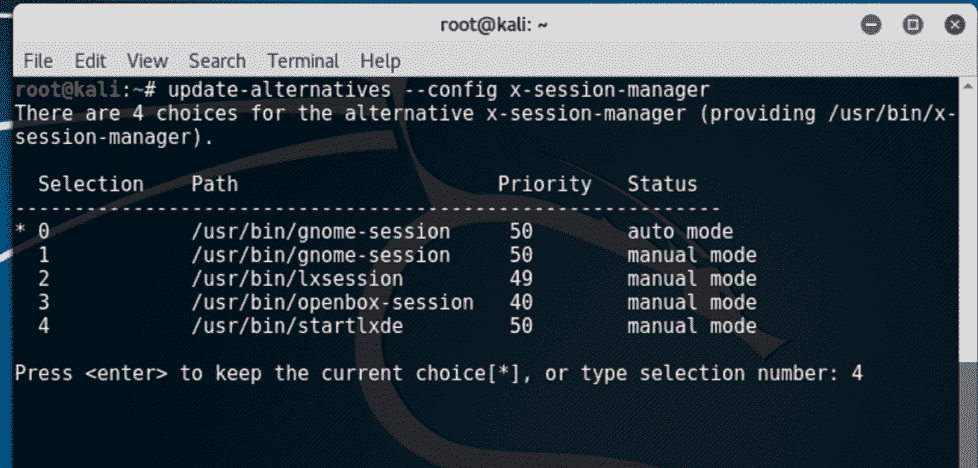 root@kali: ~
File Edit View Search Terminal Help
root@kali:~# update-alternatives --config x-session-manager
There are 4 choices for the alternative x-session-manager (providing /usr/bin/x-
session-manager).
Selection Path Priority Status
------------------------------------------------------------
* 0 /usr/bin/gnome-session 50 auto mode
1 /usr/bin/gnome-session 50 manual mode
2 /usr/bin/lxsession 49 manual mode
3 /usr/bin/openbox-session 40 manual mode
4 /usr/bin/startlxde 50 manual mode
Press <enter> to keep the current choice[*], or type selection number: 4